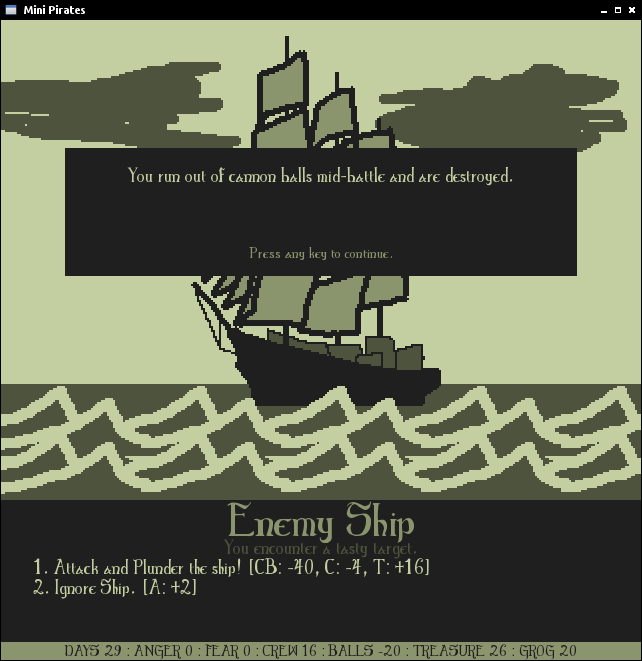 Mini Pirates
You run out of cannon balls mid-battle and are destroyed.
Press any key to continue.
Enemy Ship
You encounter a tasty target.
1. Attack and Plunder the ship! [CB: -40, C: -4, T: +16]
2. Ignore Ship. [A: +2]
DAYS 29 : ANGER 0 : FEAR 0 : CREW 16 : BALLS -20 : TREASURE 26 : GROG 20